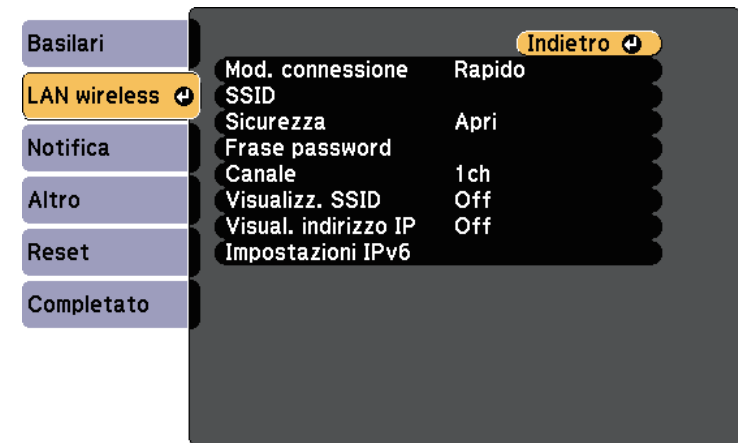 Basilari
LAN wireless
Notifica
Altro
Reset
Completato
Indietro
Mod. connessione Rapido
SSID
Sicurezza Apri
Frase password
Canale 1ch
Visualizz. SSID Off
Visual. indirizzo IP Off
Impostazioni IPv6